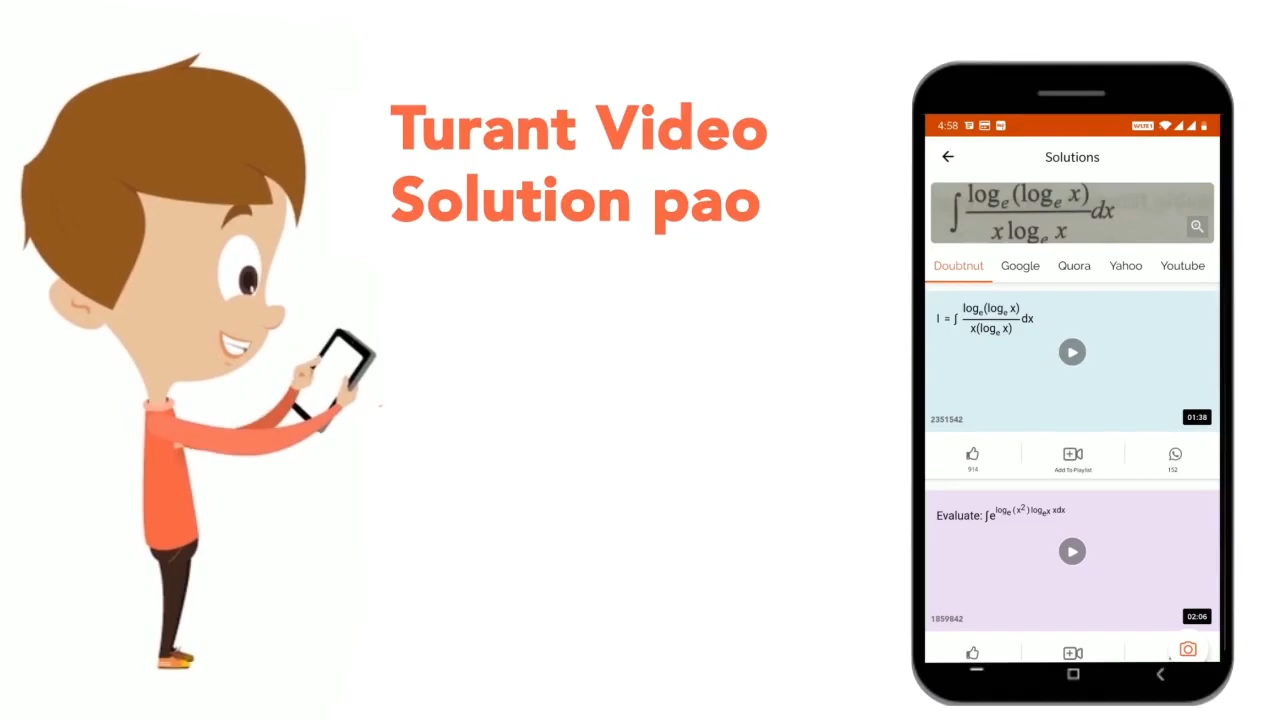 Turant Video
Solution pao
4:58
VoLTE1
Solutions
∫ logₑ(logₑ x) / x logₑ x dx
Doubtnut Google Quora Yahoo Youtube
I = ∫ logₑ(logₑ x) / x(logₑ x) dx
2351542 01:38
914 Add To Playlist 152
Evaluate: ∫e^logₑ(x²)logₑx xdx
1859842 02:06